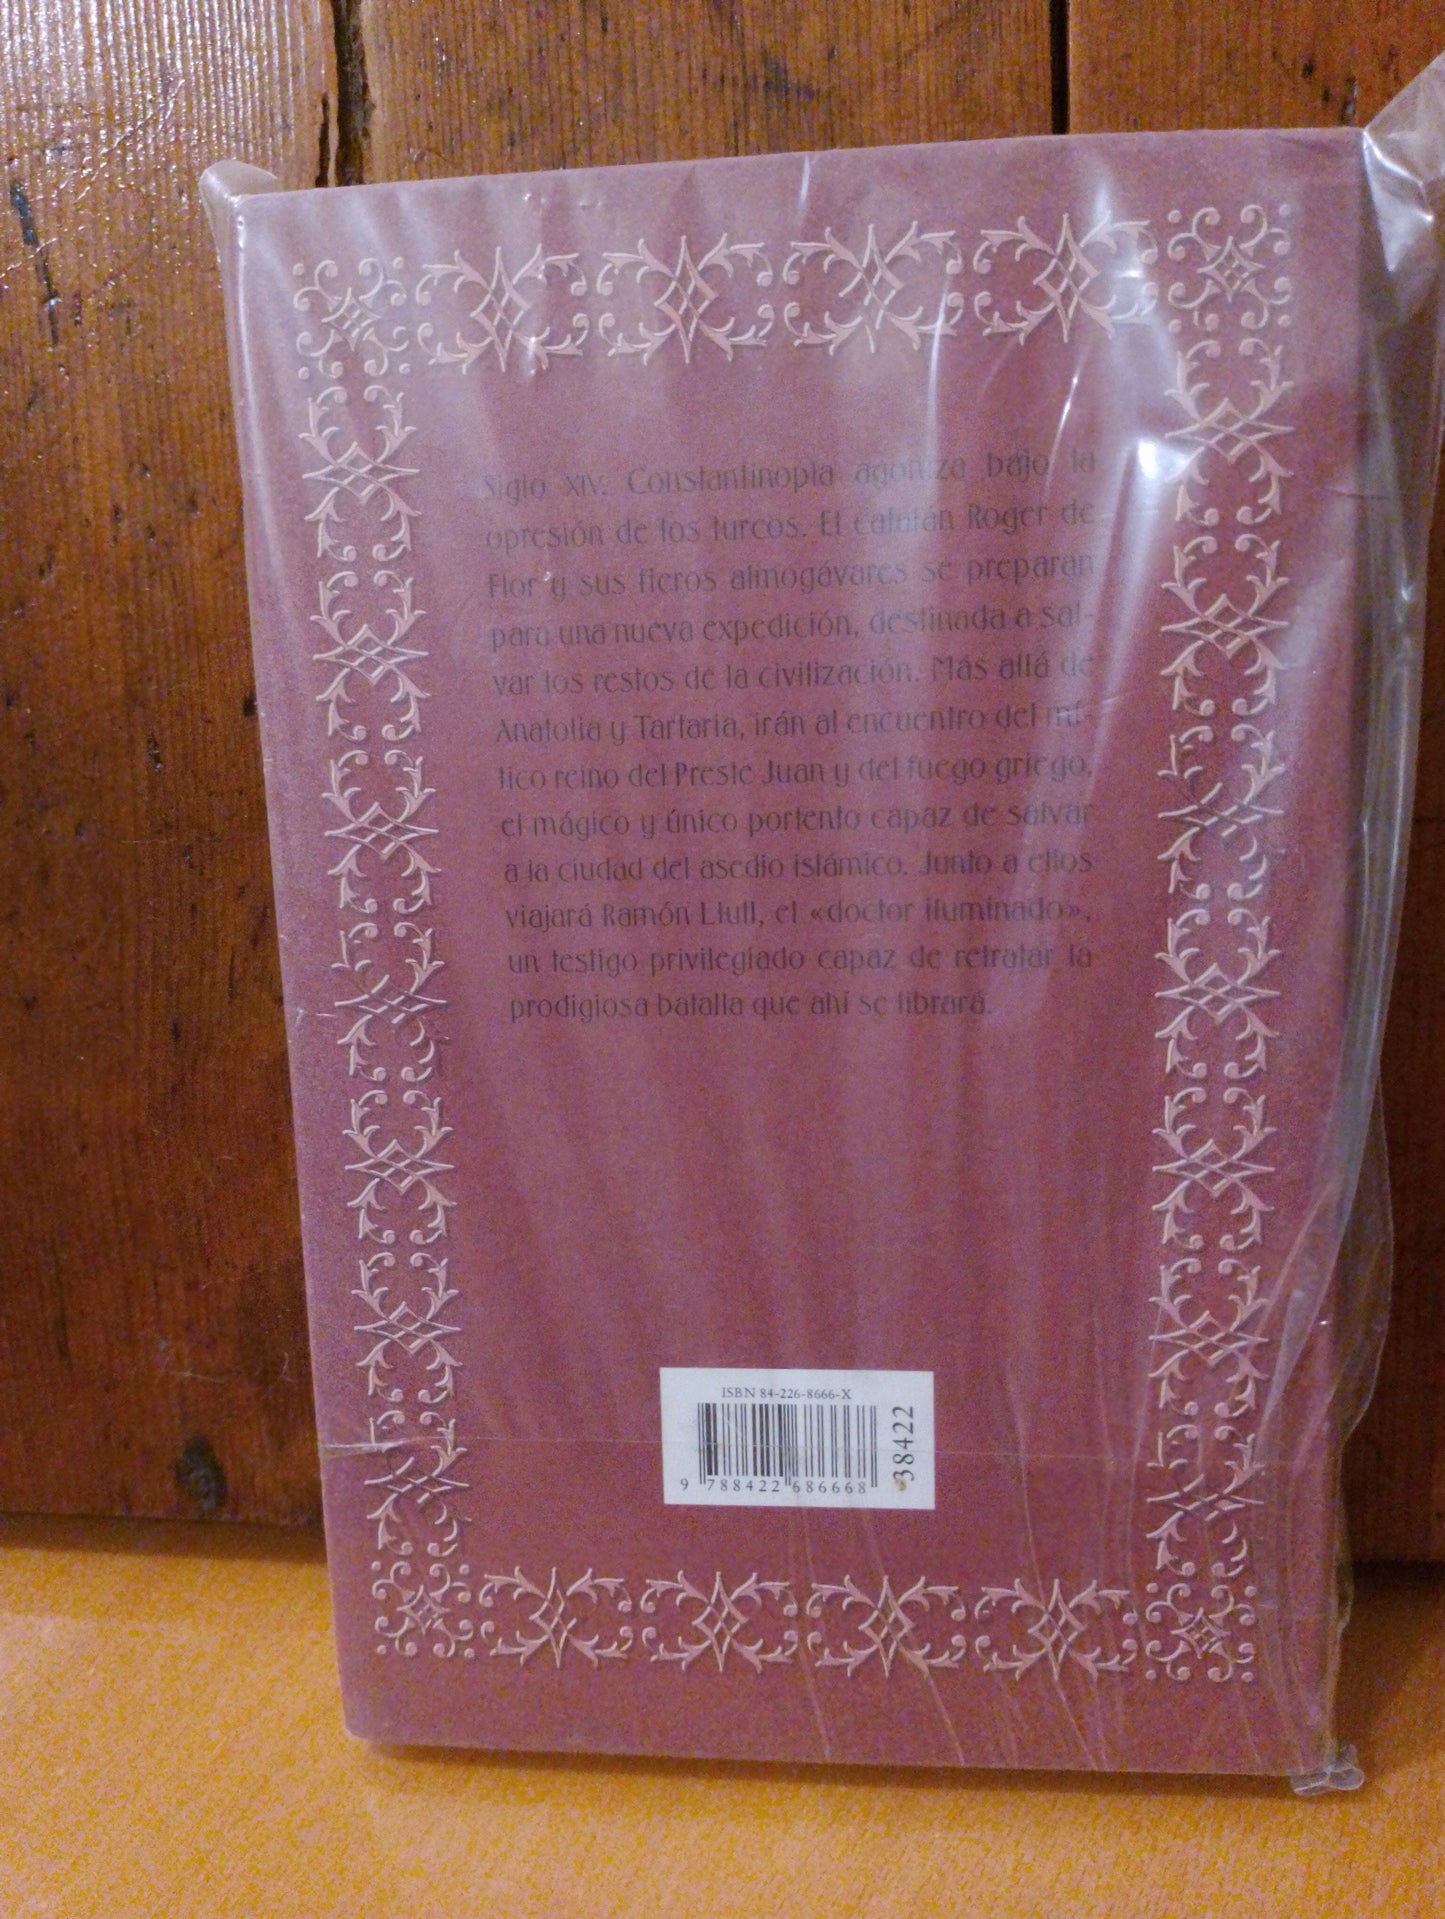 Siglo XIV. Constantinopla agoniza bajo la
opresión de los turcos. El capitán Roger de
Flor y sus fieros almogávares se preparan
para una nueva expedición, destinada a sal-
var los restos de la civilización. Más allá de
Anatolia y Tartaria, irán al encuentro del mí-
tico reino del Preste Juan y del fuego griego,
el mágico y único portento capaz de salvar
a la ciudad del asedio islámico. Junto a ellos
viajará Ramón Llull, el «doctor iluminado»,
un testigo privilegiado capaz de retratar la
prodigiosa batalla que ahí se librará.
ISBN 84-226-8666-X
9 788422 686668
38422